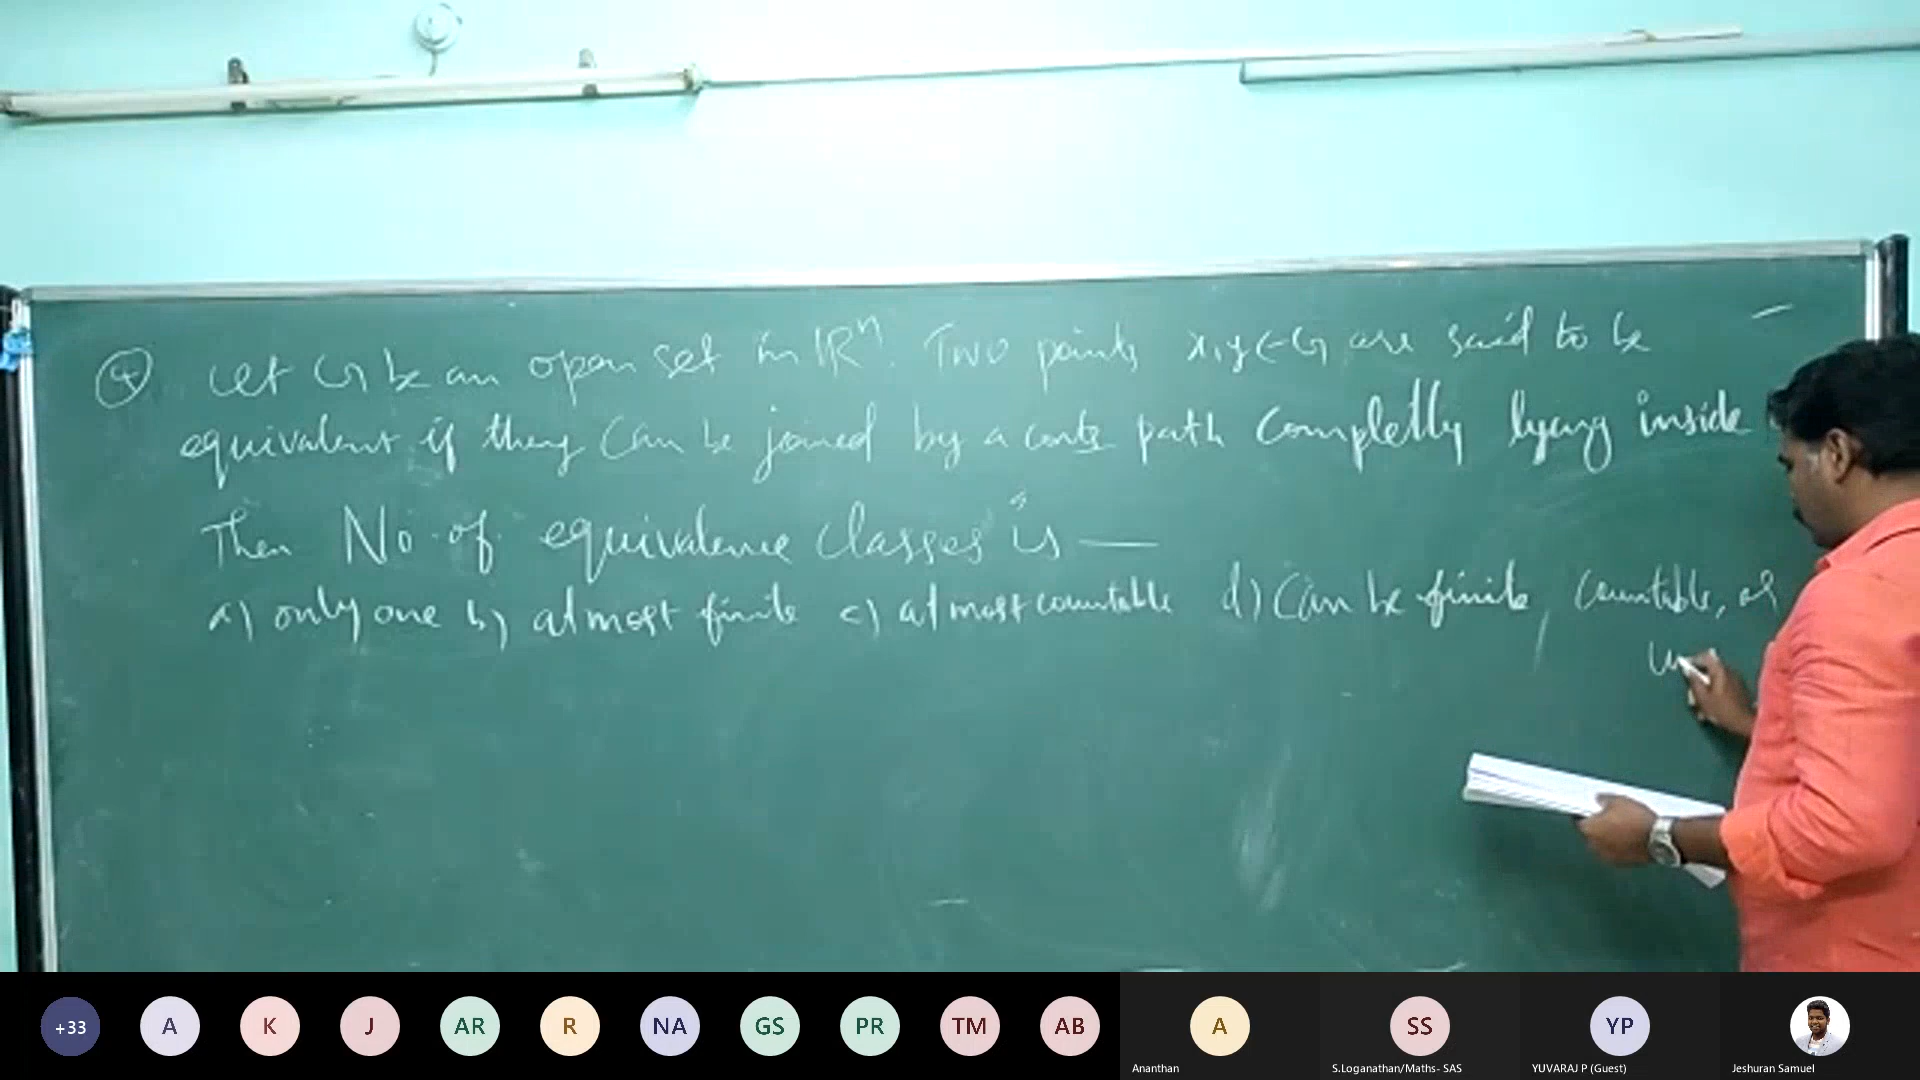 Q Let G be an open set in ℝⁿ. Two points x,y∈G are said to be
equivalent if they can be joined by a conts path completly lying inside
Then No. of equivalence classes is —
a) only one b) atmost finite c) atmost countable d) Can be finite, countable, or
un
+33 A K J AR R NA GS PR TM AB A SS YP
Ananthan S.Loganathan/Maths- SAS YUVARAJ P (Guest) Jeshuran Samuel